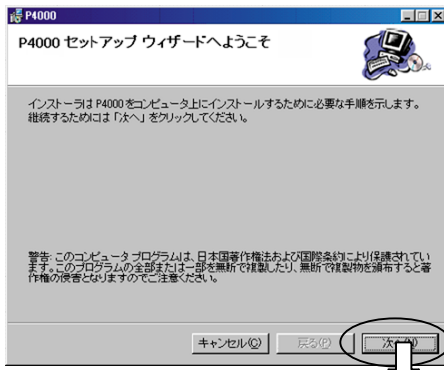 P4000
P4000 セットアップ ウィザードへようこそ
インストーラは P4000 をコンピュータ上にインストールするために必要な手順を示します。
継続するためには「次へ」をクリックしてください。
警告: このコンピュータ プログラムは、日本国著作権法および国際条約により保護されてい
ます。このプログラムの全部または一部を無断で複製したり、無断で複製物を頒布すると著
作権の侵害となりますのでご注意ください。
キャンセル(C) 戻る(P) 次